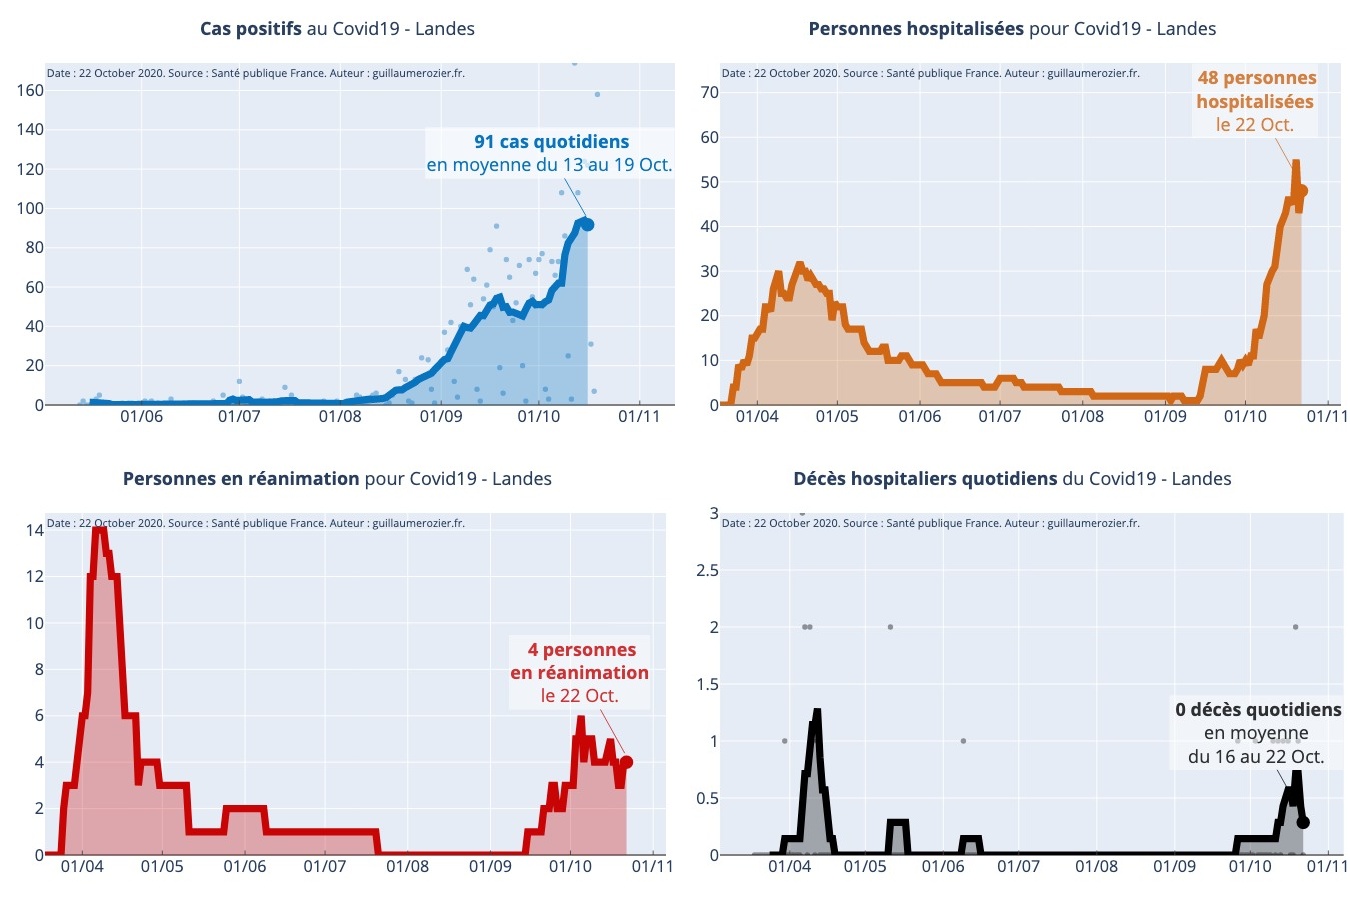 Cas positifs au Covid19 - Landes
Date : 22 October 2020. Source : Santé publique France. Auteur : guillaumerozier.fr.
160
140
120
100
80
60
40
20
0
91 cas quotidiens
en moyenne du 13 au 19 Oct.
01/06 01/07 01/08 01/09 01/10 01/11
Personnes hospitalisées pour Covid19 - Landes
Date : 22 October 2020. Source : Santé publique France. Auteur : guillaumerozier.fr.
70
60
50
40
30
20
10
0
48 personnes
hospitalisées
le 22 Oct.
01/04 01/05 01/06 01/07 01/08 01/09 01/10 01/11
Personnes en réanimation pour Covid19 - Landes
Date : 22 October 2020. Source : Santé publique France. Auteur : guillaumerozier.fr.
14
12
10
8
6
4
2
0
4 personnes
en réanimation
le 22 Oct.
01/04 01/05 01/06 01/07 01/08 01/09 01/10 01/11
Décès hospitaliers quotidiens du Covid19 - Landes
Date : 22 October 2020. Source : Santé publique France. Auteur : guillaumerozier.fr.
3
2.5
2
1.5
1
0.5
0
0 décès quotidiens
en moyenne
du 16 au 22 Oct.
01/04 01/05 01/06 01/07 01/08 01/09 01/10 01/11